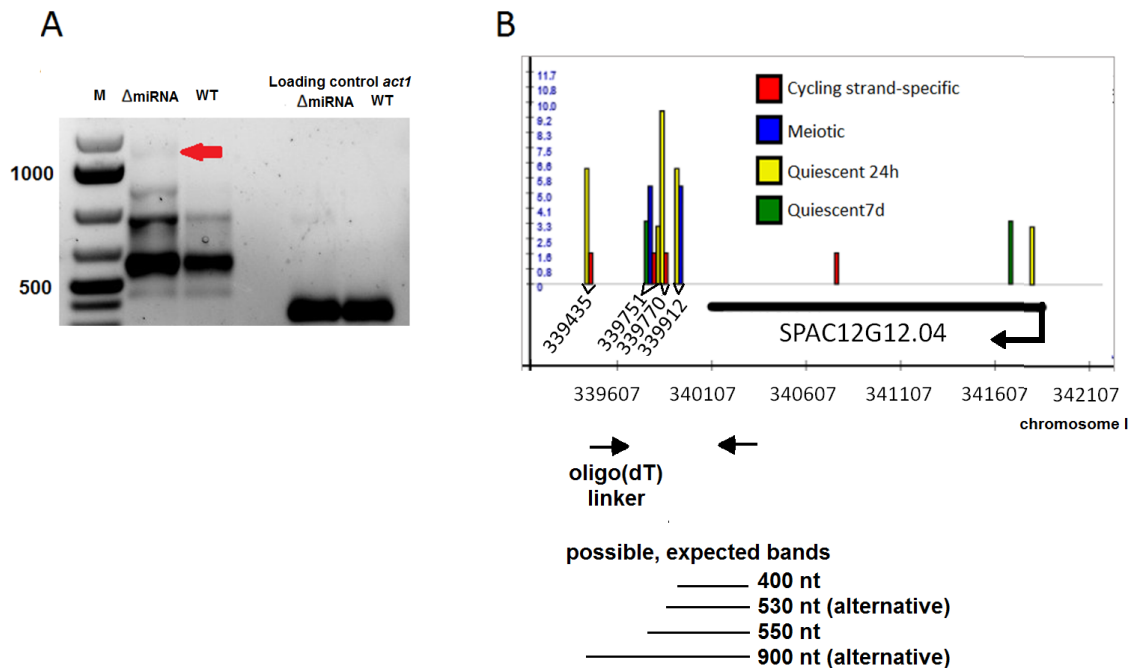 A
M
ΔmiRNA
WT
Loading control act1
ΔmiRNA WT
1000
500
B
11.7
10.8
10.0
9.2
8.3
7.5
6.6
5.8
5.0
4.1
3.3
2.5
1.6
0.8
0
Cycling strand-specific
Meiotic
Quiescent 24h
Quiescent7d
339435
339751
339770
339912
SPAC12G12.04
339607 340107 340607 341107 341607 342107
chromosome I
oligo(dT)
linker
possible, expected bands
400 nt
530 nt (alternative)
550 nt
900 nt (alternative)